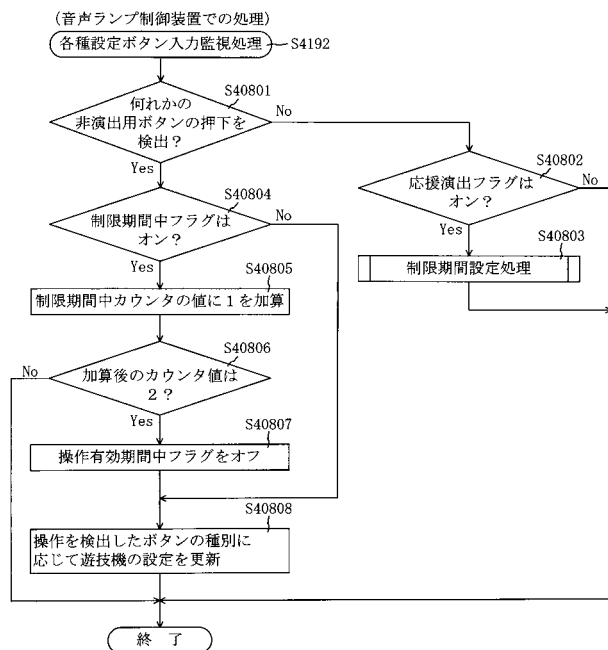 (音声ランプ制御装置での処理)
各種設定ボタン入力監視処理
S4192
S40801
何れかの
非演出用ボタンの押下を
検出?
No
Yes
S40802
応援演出フラグは
オン?
No
Yes
S40803
制限期間設定処理
S40804
制限期間中フラグは
オン?
No
Yes
S40805
制限期間中カウンタの値に1を加算
S40806
加算後のカウンタ値は
2?
No
Yes
S40807
操作有効期間中フラグをオフ
S40808
操作を検出したボタンの種別に
応じて遊技機の設定を更新
終 了